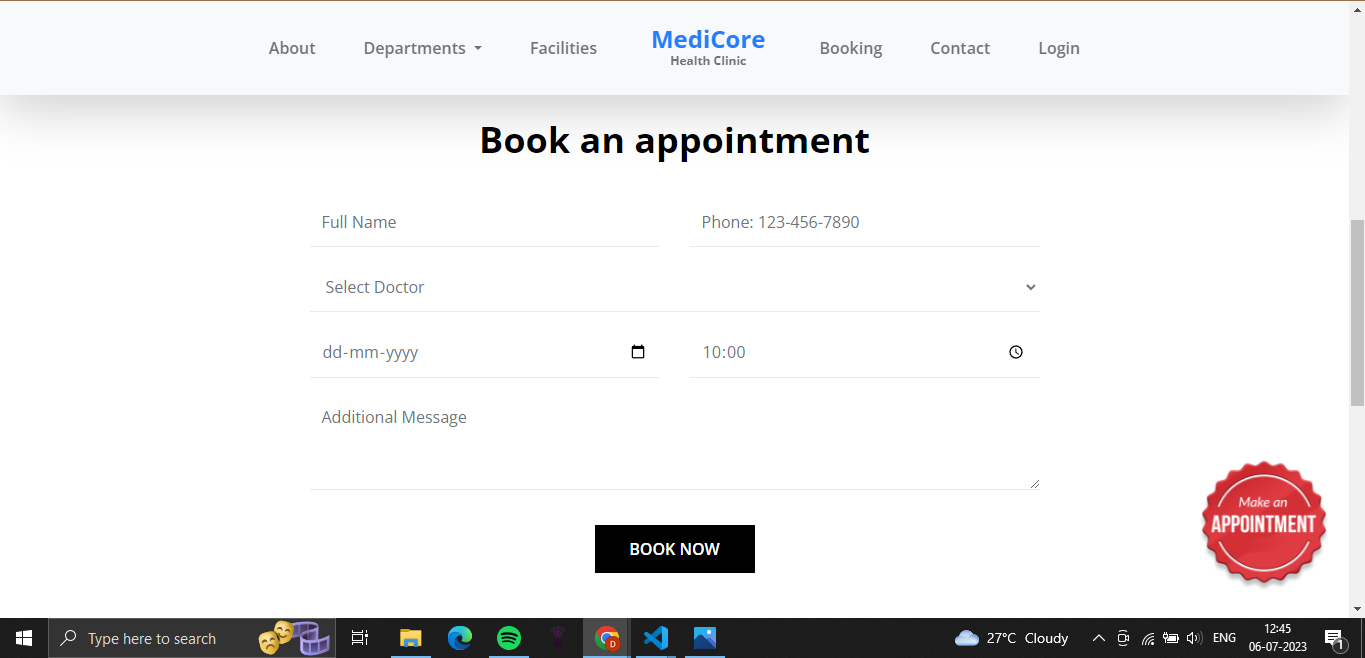 About Departments Facilities MediCore Booking Contact Login
Health Clinic
Book an appointment
Full Name Phone: 123-456-7890
Select Doctor
dd-mm-yyyy 10:00
Additional Message
Make an
APPOINTMENT
BOOK NOW
Type here to search D 27°C Cloudy ENG 12:45
06-07-2023 1